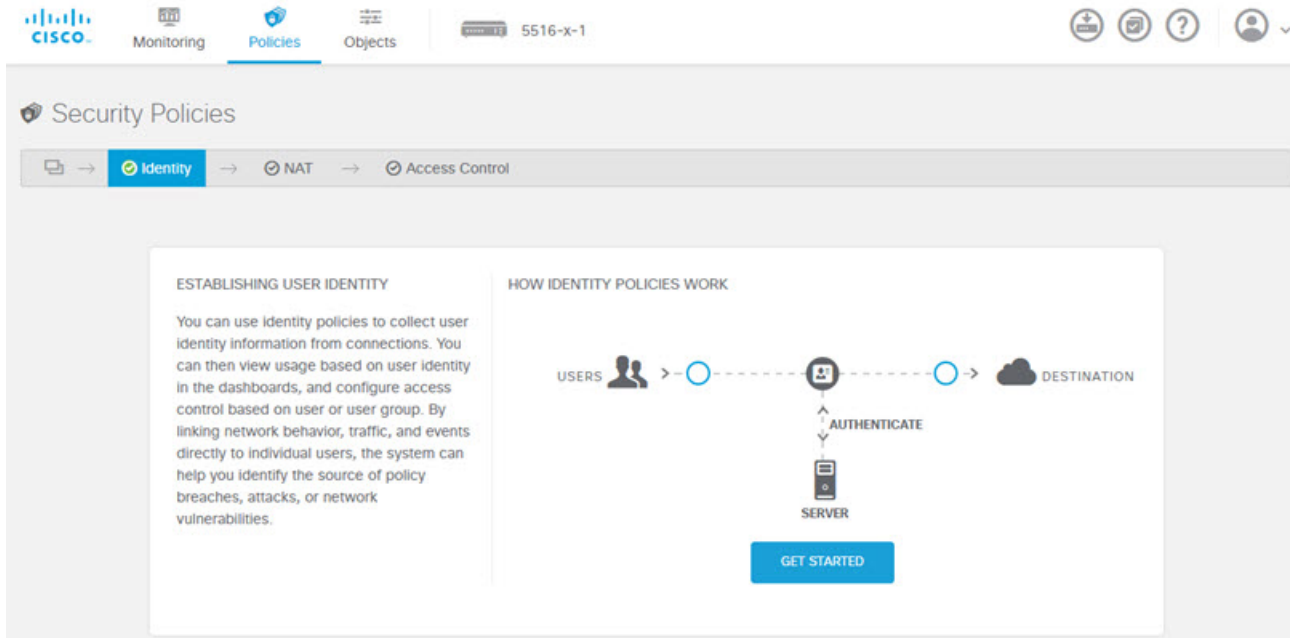 CISCO
Monitoring
Policies
Objects
5516-x-1
Security Policies
Identity
NAT
Access Control
ESTABLISHING USER IDENTITY
You can use identity policies to collect user
identity information from connections. You
can then view usage based on user identity
in the dashboards, and configure access
control based on user or user group. By
linking network behavior, traffic, and events
directly to individual users, the system can
help you identify the source of policy
breaches, attacks, or network
vulnerabilities.
HOW IDENTITY POLICIES WORK
USERS
DESTINATION
AUTHENTICATE
SERVER
GET STARTED